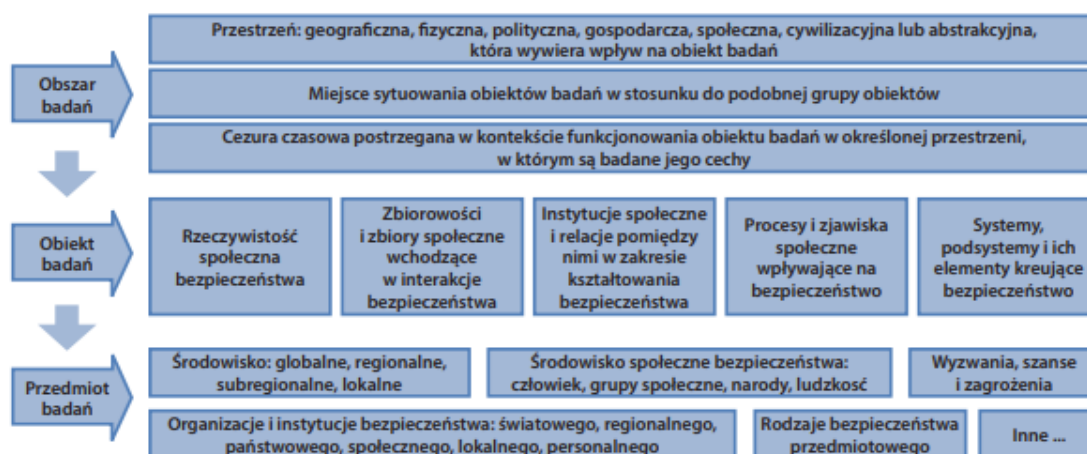 Obszar
badań
Przestrzeń: geograficzna, fizyczna, polityczna, gospodarcza, społeczna, cywilizacyjna lub abstrakcyjna,
która wywiera wpływ na obiekt badań
Miejsce sytuowania obiektów badań w stosunku do podobnej grupy obiektów
Cezura czasowa postrzegana w kontekście funkcjonowania obiektu badań w określonej przestrzeni,
w którym są badane jego cechy
Obiekt
badań
Rzeczywistość
społeczna
bezpieczeństwa
Zbiorowości
i zbiory społeczne
wchodzące
w interakcje
bezpieczeństwa
Instytucje społeczne
i relacje pomiędzy
nimi w zakresie
kształtowania
bezpieczeństwa
Procesy i zjawiska
społeczne
wpływające na
bezpieczeństwo
Systemy,
podsystemy i ich
elementy kreujące
bezpieczeństwo
Przedmiot
badań
Środowisko: globalne, regionalne,
subregionalne, lokalne
Środowisko społeczne bezpieczeństwa:
człowiek, grupy społeczne, narody, ludzkosć
Wyzwania, szanse
i zagrożenia
Organizacje i instytucje bezpieczeństwa: światowego, regionalnego,
państwowego, społecznego, lokalnego, personalnego
Rodzaje bezpieczeństwa
przedmiotowego
Inne ...